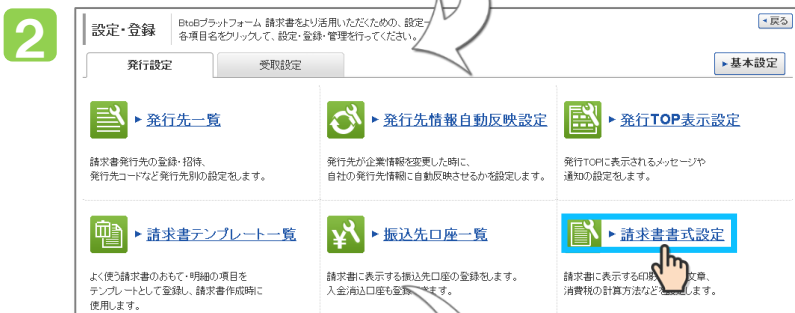 2
設定・登録
BtoBプラットフォーム 請求書をより活用いただくための、設定
各項目名をクリックして、設定・登録・管理を行ってください。
◂戻る
発行設定
受取設定
▸基本設定
▸発行先一覧
▸発行先情報自動反映設定
▸発行TOP表示設定
請求書発行先の登録・招待、
発行先コードなど発行先別の設定をします。
発行先が企業情報を変更した時に、
自社の発行先情報に自動反映させるかを設定します。
発行TOPに表示されるメッセージや
通知の設定をします。
▸請求書テンプレート一覧
▸振込先口座一覧
▸請求書書式設定
よく使う請求書のおもて・明細の項目を
テンプレートとして登録し、請求書作成時に
使用します。
請求書に表示する振込先口座の登録をします。
入金消込口座も登録できます。
請求書に表示する印 文章、
消費税の計算方法などを します。